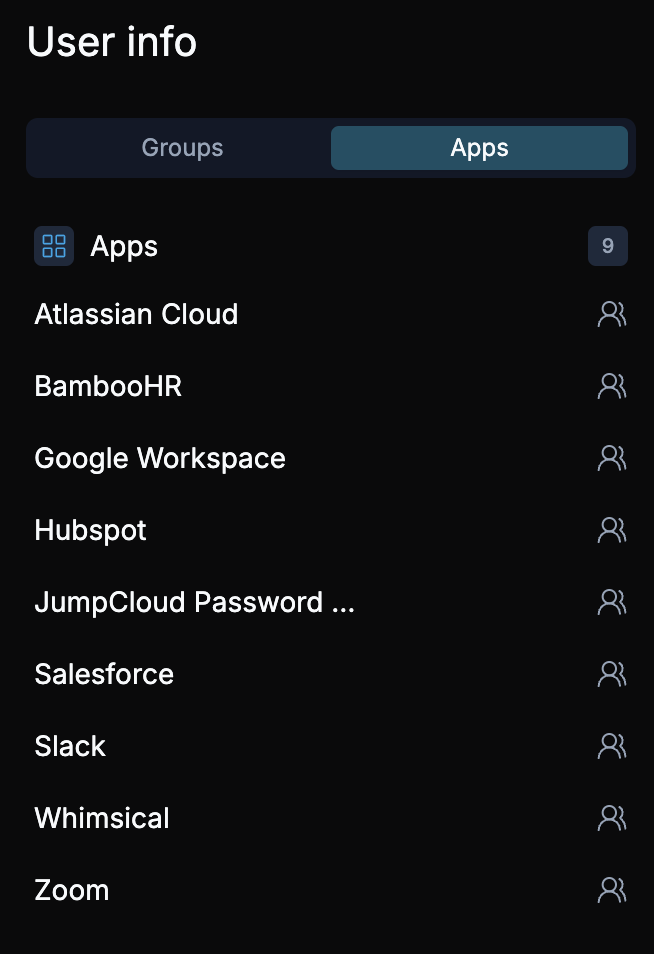 User info
Groups Apps
Apps 9
Atlassian Cloud
BambooHR
Google Workspace
Hubspot
JumpCloud Password ...
Salesforce
Slack
Whimsical
Zoom